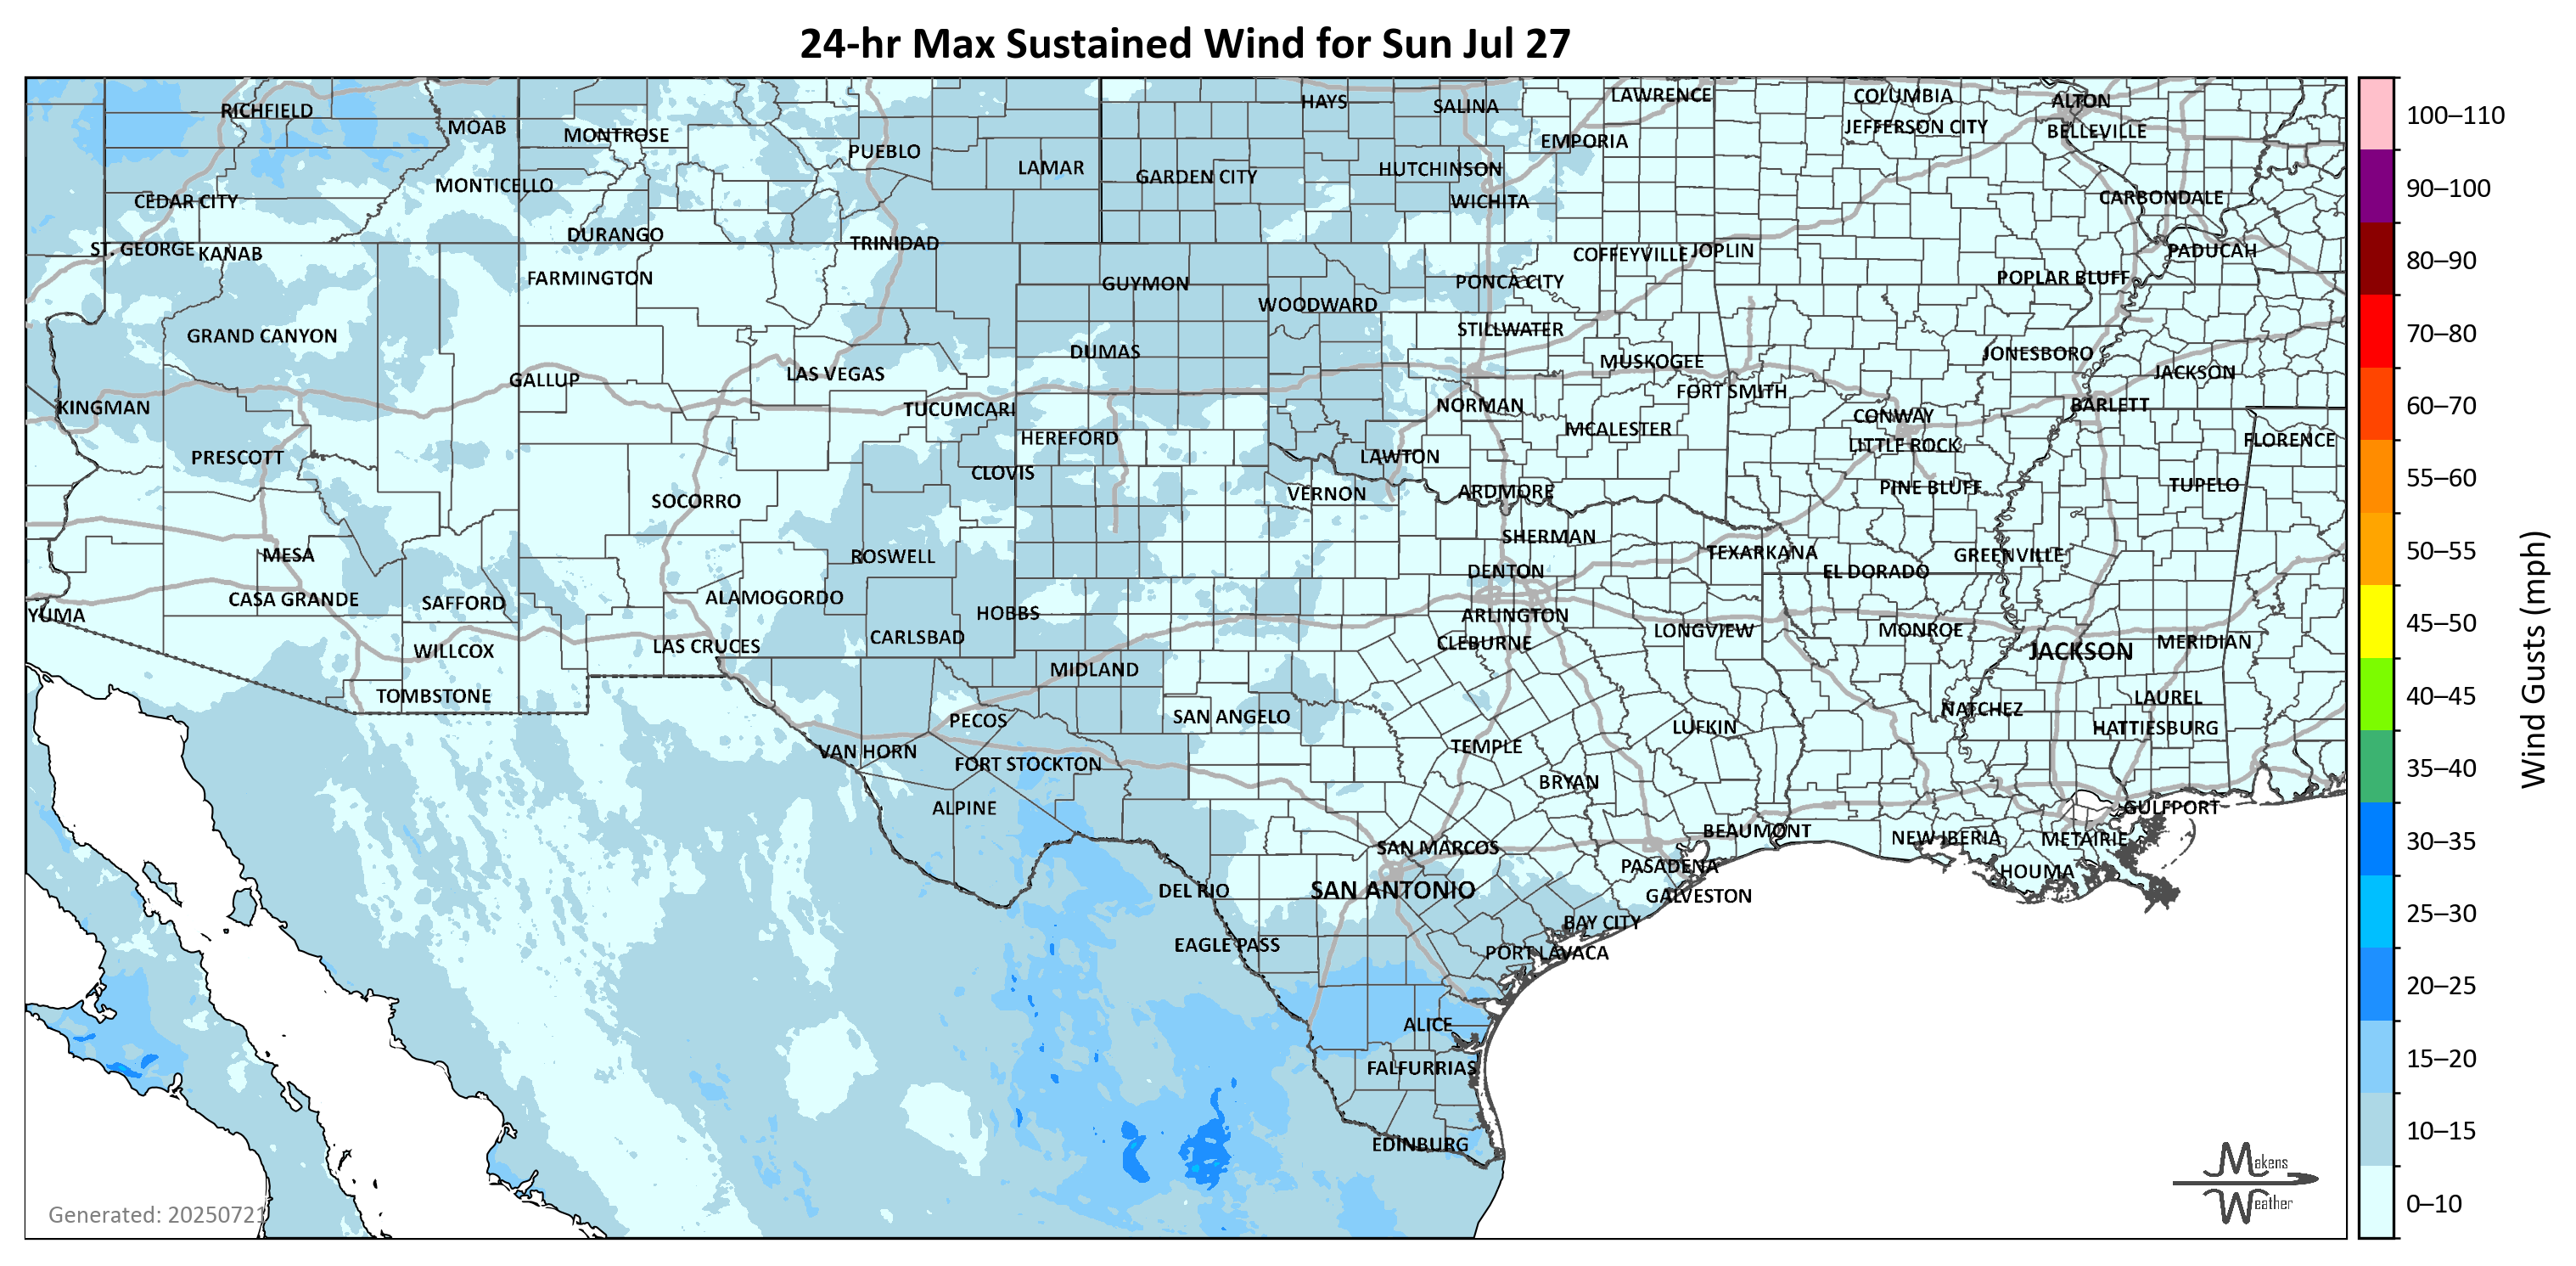 24-hr Max Sustained Wind for Sun Jul 27
RICHFIELD
MOAB
MONTROSE
PUEBLO
LAMAR
HAYS
SALINA
LAWRENCE
COLUMBIA
ALTON
EMPORIA
JEFFERSON CITY
BELLEVILLE
GARDEN CITY
HUTCHINSON
MONTICELLO
CEDAR CITY
WICHITA
CARBONDALE
DURANGO
TRINIDAD
ST. GEORGE
KANAB
COFFEYVILLE
JOPLIN
PADUCAH
FARMINGTON
GUYMON
PONCA CITY
POPLAR BLUFF
WOODWARD
GRAND CANYON
STILLWATER
DUMAS
MUSKOGEE
JONESBORO
GALLUP
LAS VEGAS
JACKSON
FORT SMITH
KINGMAN
TUCUMCARI
NORMAN
BARLETT
CONWAY
HEREFORD
MCALESTER
LITTLE ROCK
FLORENCE
PRESCOTT
CLOVIS
LAWTON
SOCORRO
VERNON
ARDMORE
PINE BLUFF
TUPELO
MESA
ROSWELL
SHERMAN
TEXARKANA
GREENVILLE
DENTON
EL DORADO
YUMA
CASA GRANDE
SAFFORD
ALAMOGORDO
HOBBS
ARLINGTON
CARLSBAD
CLEBURNE
LONGVIEW
MONROE
JACKSON
MERIDIAN
WILLCOX
LAS CRUCES
MIDLAND
TOMBSTONE
PECOS
SAN ANGELO
NATCHEZ
LAUREL
LUFKIN
HATTIESBURG
VAN HORN
FORT STOCKTON
TEMPLE
BRYAN
ALPINE
GULFPORT
BEAUMONT
NEW IBERIA
METAIRIE
SAN MARCOS
PASADENA
HOUMA
DEL RIO
SAN ANTONIO
GALVESTON
BAY CITY
EAGLE PASS
PORT LAVACA
ALICE
FALFURRIAS
EDINBURG
Generated: 20250721
Makens
Weather
100–110
90–100
80–90
70–80
60–70
55–60
50–55
45–50
40–45
35–40
30–35
25–30
20–25
15–20
10–15
0–10
Wind Gusts (mph)